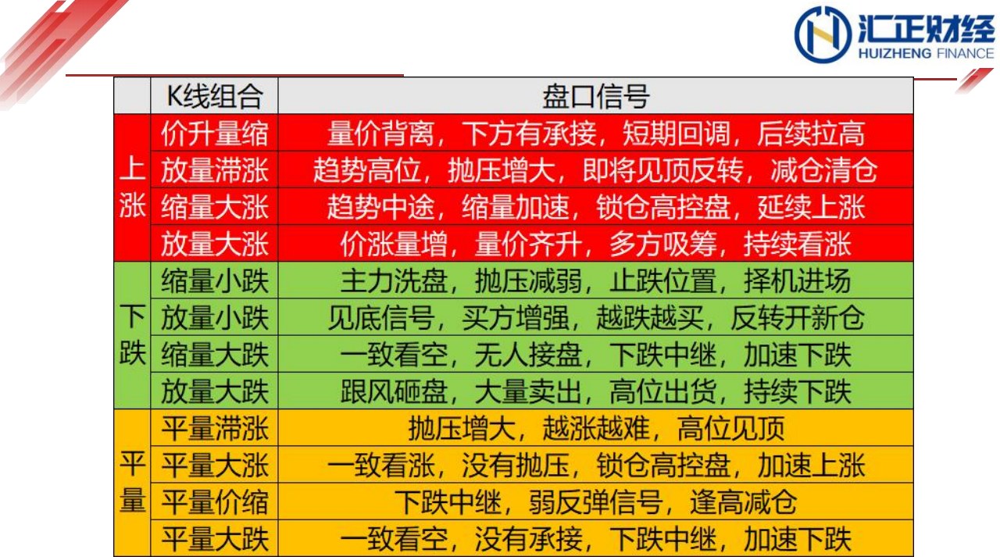 汇正财经
HUIZHENG FINANCE
K线组合 盘口信号
上涨
价升量缩 量价背离，下方有承接，短期回调，后续拉高
放量滞涨 趋势高位，抛压增大，即将见顶反转，减仓清仓
缩量大涨 趋势中途，缩量加速，锁仓高控盘，延续上涨
放量大涨 价涨量增，量价齐升，多方吸筹，持续看涨
下跌
缩量小跌 主力洗盘，抛压减弱，止跌位置，择机进场
放量小跌 见底信号，买方增强，越跌越买，反转开新仓
缩量大跌 一致看空，无人接盘，下跌中继，加速下跌
放量大跌 跟风砸盘，大量卖出，高位出货，持续下跌
平量
平量滞涨 抛压增大，越涨越难，高位见顶
平量大涨 一致看涨，没有抛压，锁仓高控盘，加速上涨
平量价缩 下跌中继，弱反弹信号，逢高减仓
平量大跌 一致看空，没有承接，下跌中继，加速下跌